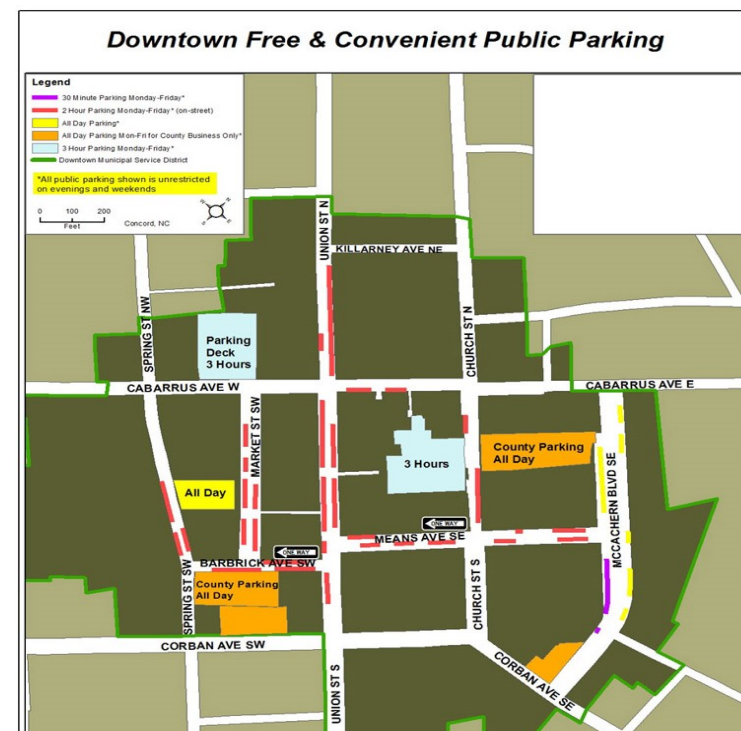 Downtown Free & Convenient Public Parking
Legend
30 Minute Parking Monday-Friday*
2 Hour Parking Monday-Friday* (on-street)
All Day Parking*
All Day Parking Mon-Fri for County Business Only*
3 Hour Parking Monday-Friday*
Downtown Municipal Service District
*All public parking shown is unrestricted
on evenings and weekends
N
E
S
W
0 100 200
Feet
Concord, NC
UNION ST N
KILLARNEY AVE NE
SPRING ST NW
CHURCH ST N
Parking
Deck
3 Hours
CABARRUS AVE W
CABARRUS AVE E
MARKET ST SW
County Parking
All Day
3 Hours
All Day
MCCACHERN BLVD SE
ONE WAY
MEANS AVE SE
ONE WAY
BARBRICK AVE SW
County Parking
All Day
SPRING ST SW
CHURCH ST S
CORBAN AVE SW
CORBAN AVE SE
UNION ST S